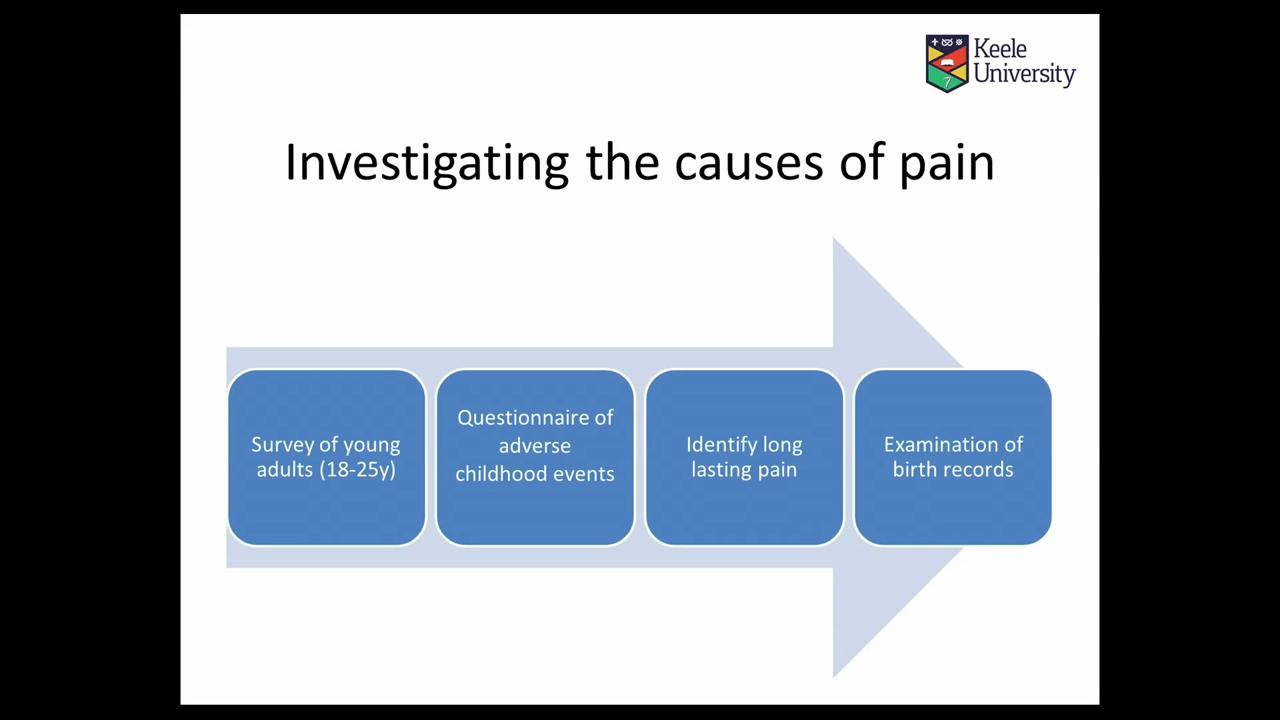 Keele
University
Investigating the causes of pain
Survey of young
adults (18-25y)
Questionnaire of
adverse
childhood events
Identify long
lasting pain
Examination of
birth records